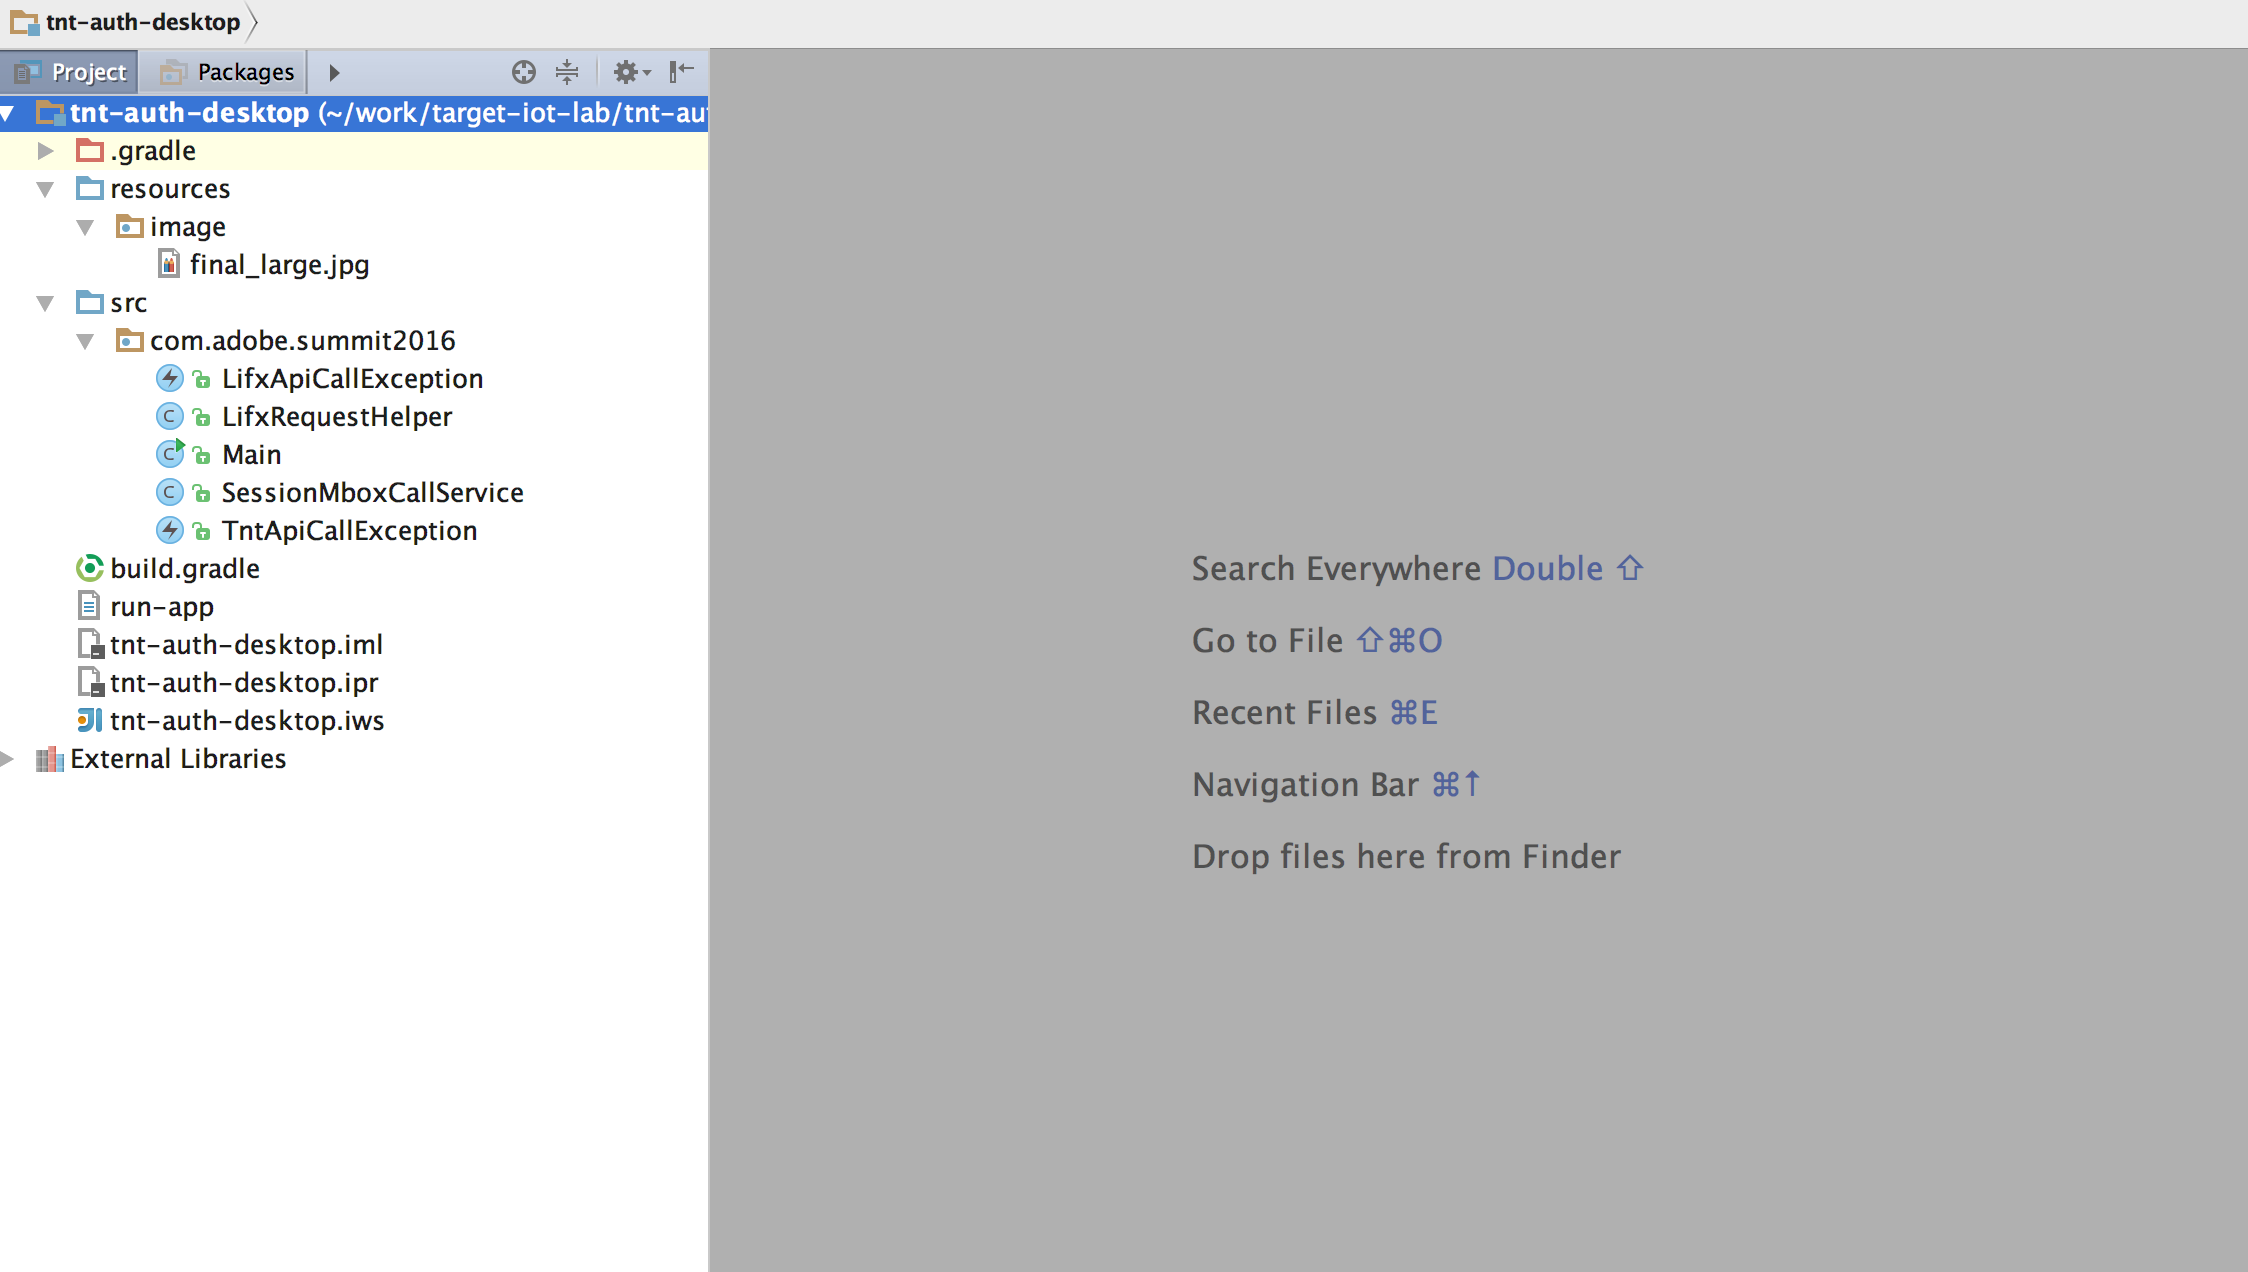 tnt-auth-desktop
Project Packages
tnt-auth-desktop (~/work/target-iot-lab/tnt-au
.gradle
resources
image
final_large.jpg
src
com.adobe.summit2016
LifxApiCallException
LifxRequestHelper
Main
SessionMboxCallService
TntApiCallException
build.gradle
run-app
tnt-auth-desktop.iml
tnt-auth-desktop.ipr
tnt-auth-desktop.iws
External Libraries
Search Everywhere Double ⇧
Go to File ⇧⌘O
Recent Files ⌘E
Navigation Bar ⌘↑
Drop files here from Finder